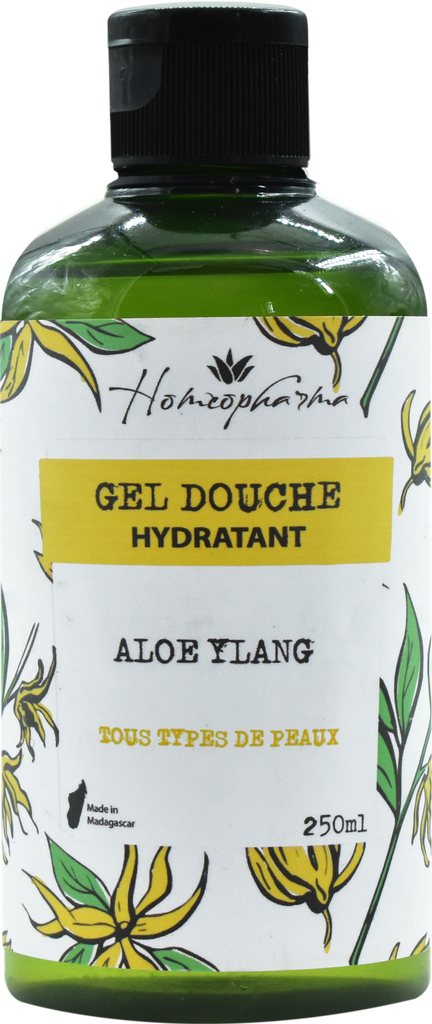 Homeopharma
GEL DOUCHE
HYDRATANT
ALOE YLANG
TOUS TYPES DE PEAUX
Made in
Madagascar
250ml